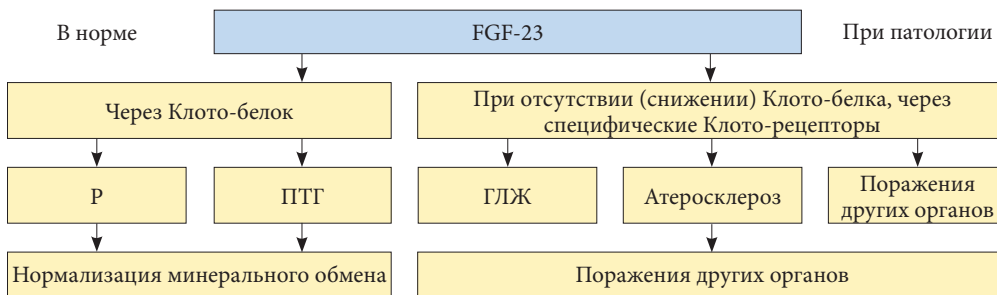 В норме
FGF-23
При патологии
Через Клото-белок
При отсутствии (снижении) Клото-белка, через
специфические Клото-рецепторы
Р
ПТГ
ГЛЖ
Атеросклероз
Поражения
других органов
Нормализация минерального обмена
Поражения других органов